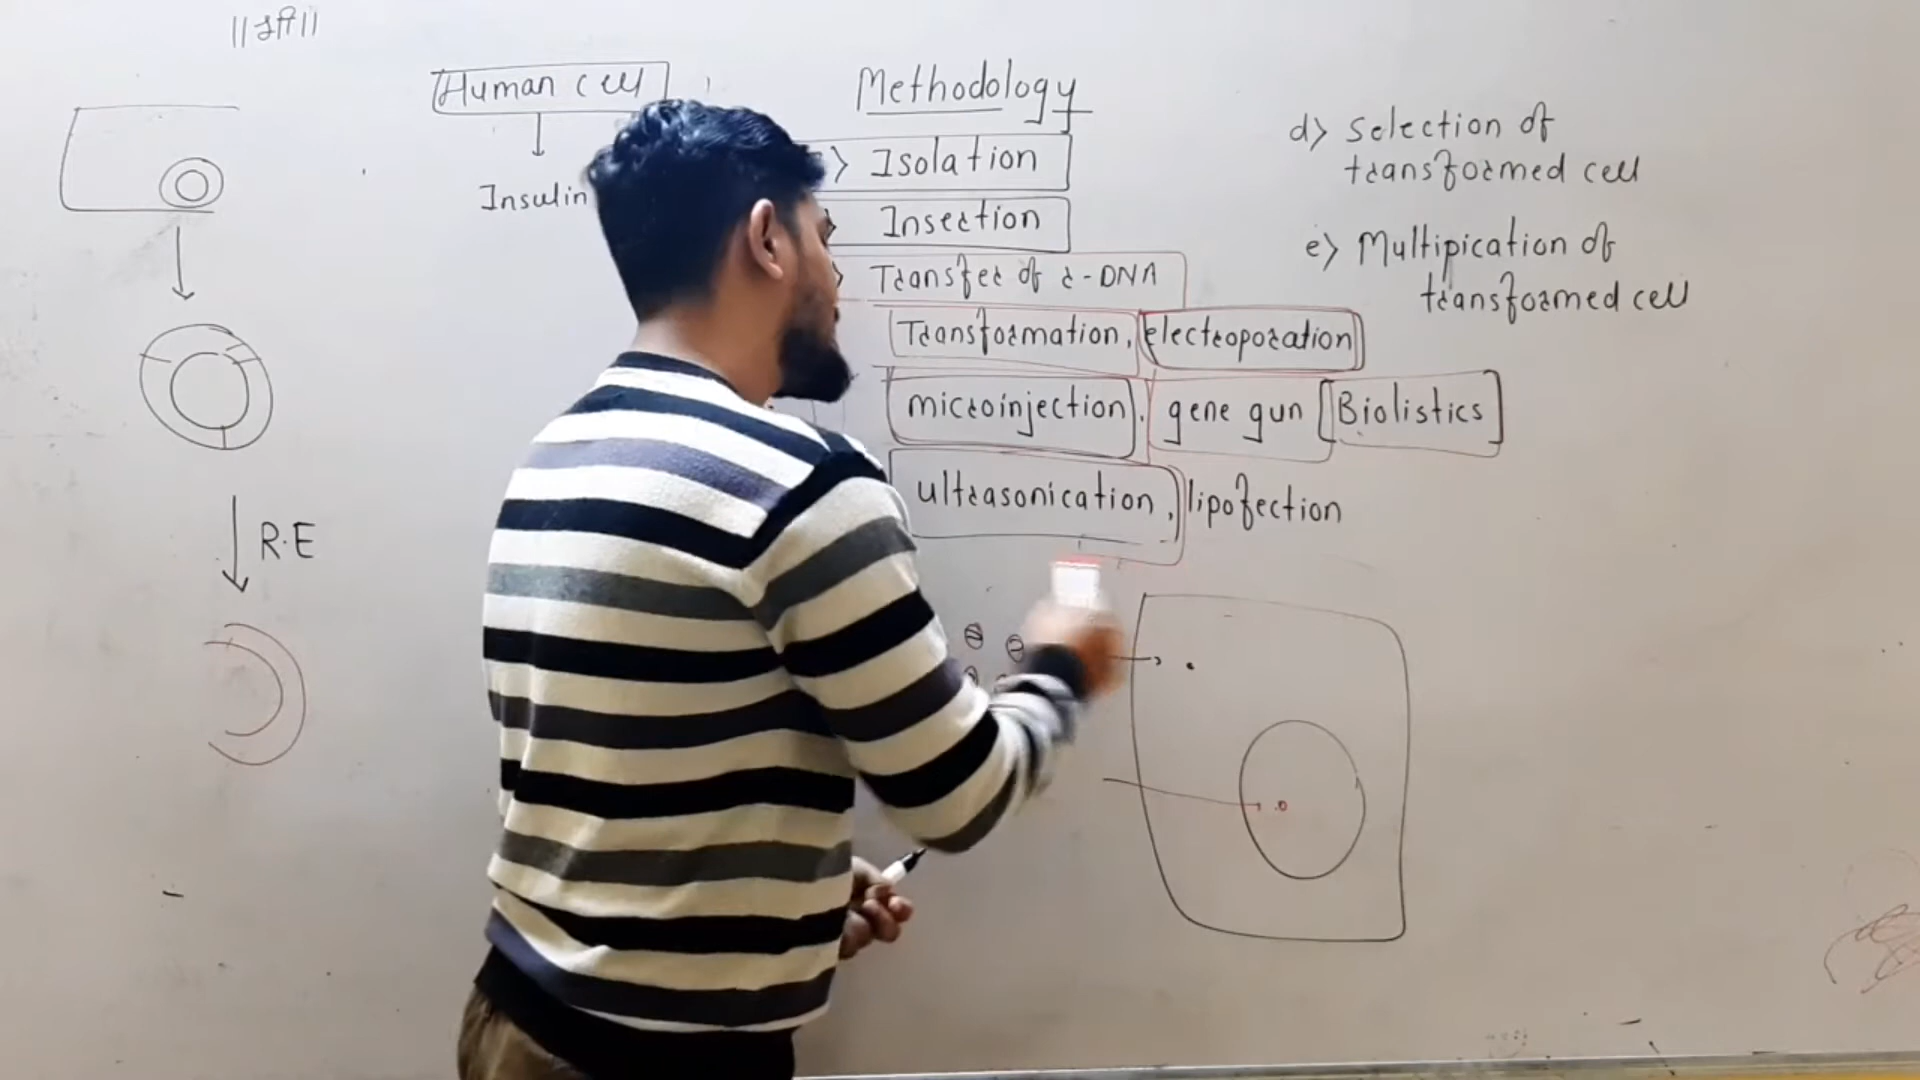 ॥ श्री ॥
Human cell
Insulin
R.E
Methodology
> Isolation
Insertion
> Transfer of r-DNA
Transformation, electroporation
microinjection, gene gun [Biolistics]
ultrasonication, lipofection
d> Selection of
transformed cell
e> Multipication of
transformed cell